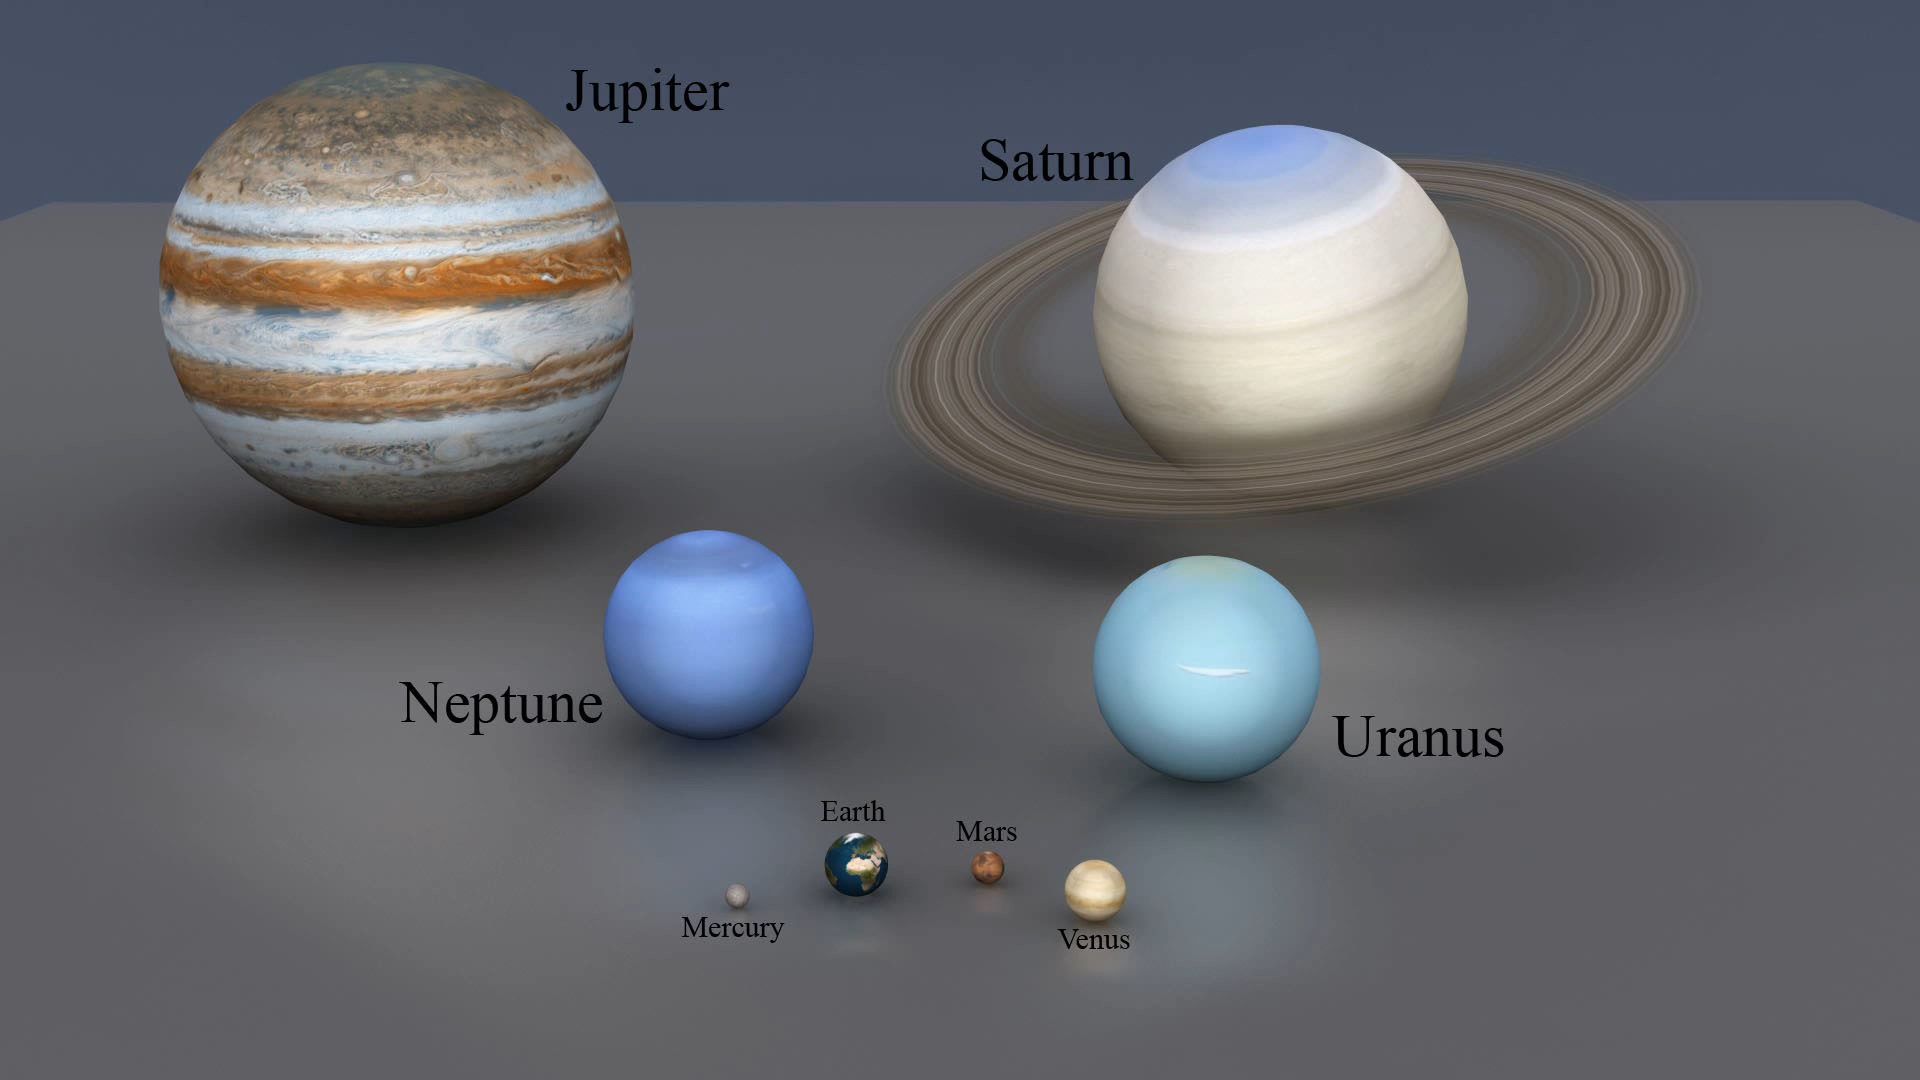 Jupiter
Saturn
Neptune
Uranus
Earth
Mars
Mercury
Venus